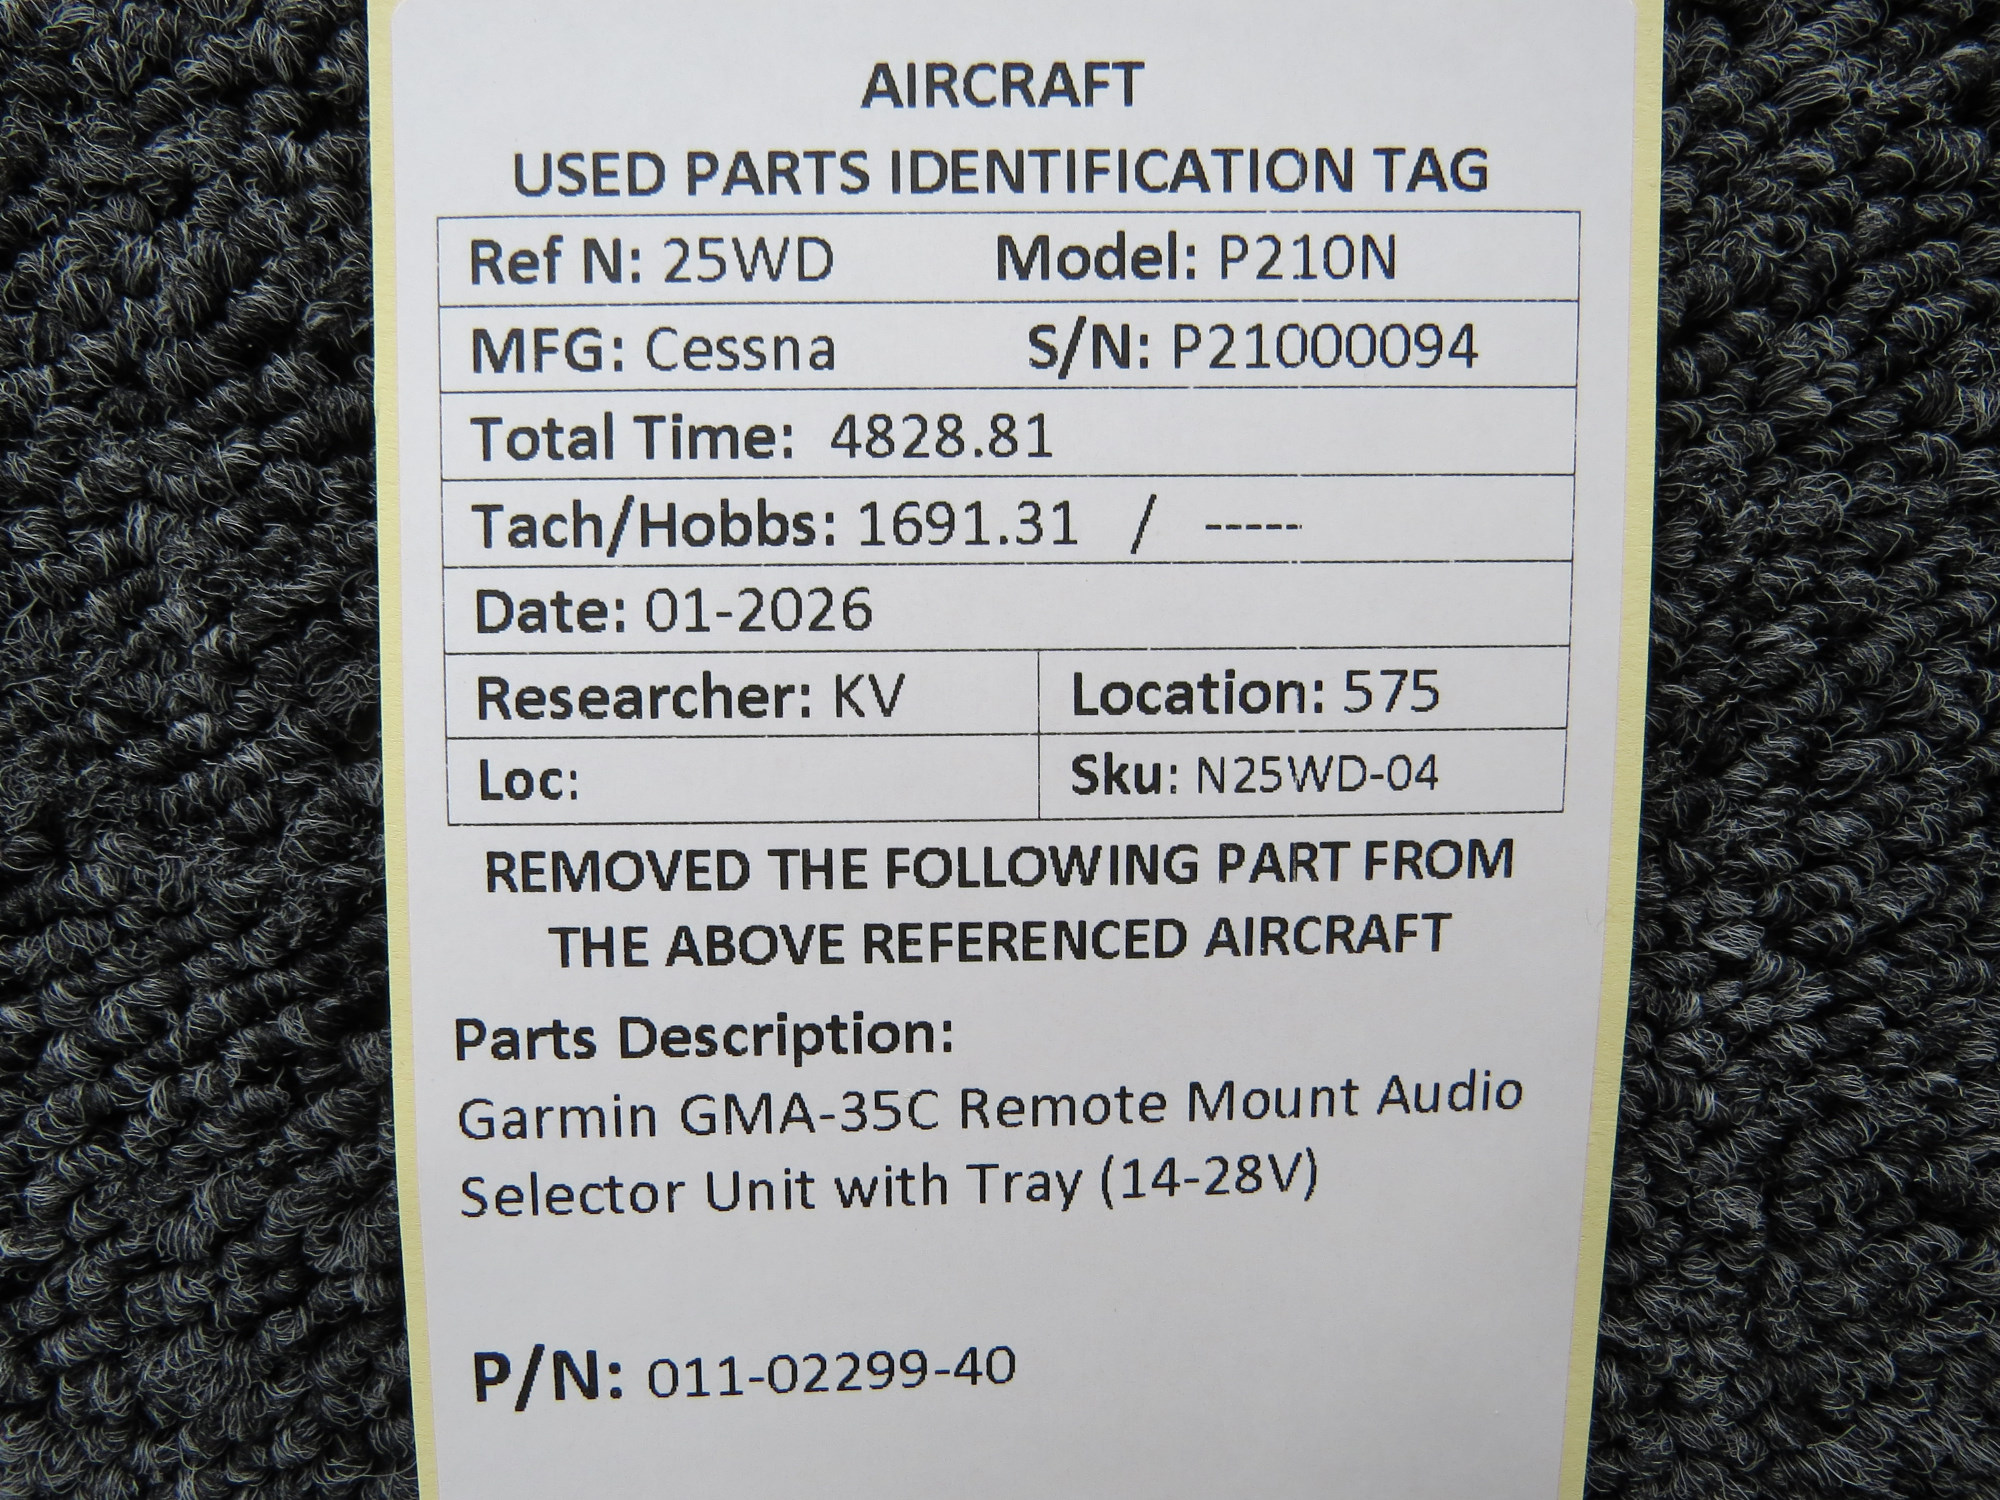 AIRCRAFT
USED PARTS IDENTIFICATION TAG
Ref N: 25WD Model: P210N
MFG: Cessna S/N: P21000094
Total Time: 4828.81
Tach/Hobbs: 1691.31 / -----
Date: 01-2026
Researcher: KV Location: 575
Loc: Sku: N25WD-04
REMOVED THE FOLLOWING PART FROM
THE ABOVE REFERENCED AIRCRAFT
Parts Description:
Garmin GMA-35C Remote Mount Audio
Selector Unit with Tray (14-28V)
P/N: 011-02299-40